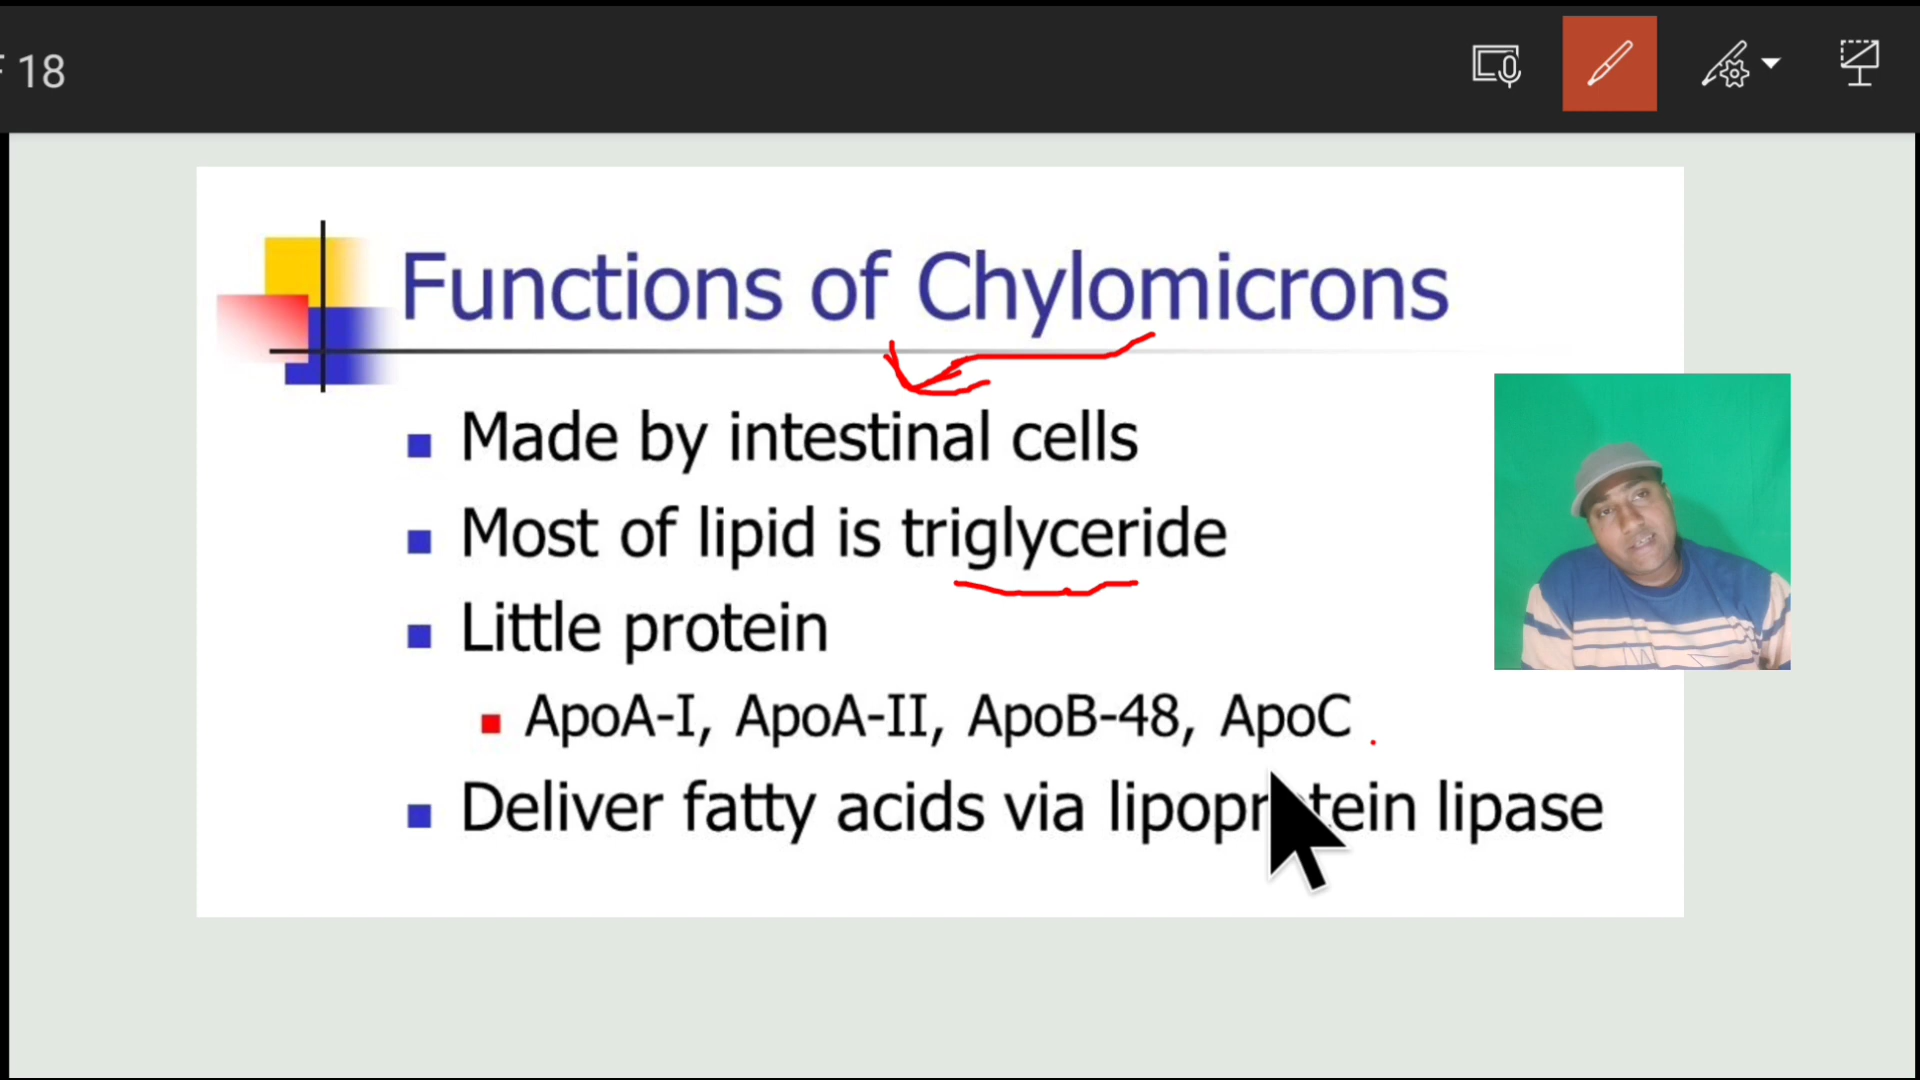 18
Functions of Chylomicrons
Made by intestinal cells
Most of lipid is triglyceride
Little protein
ApoA-I, ApoA-II, ApoB-48, ApoC
Deliver fatty acids via lipoprotein lipase